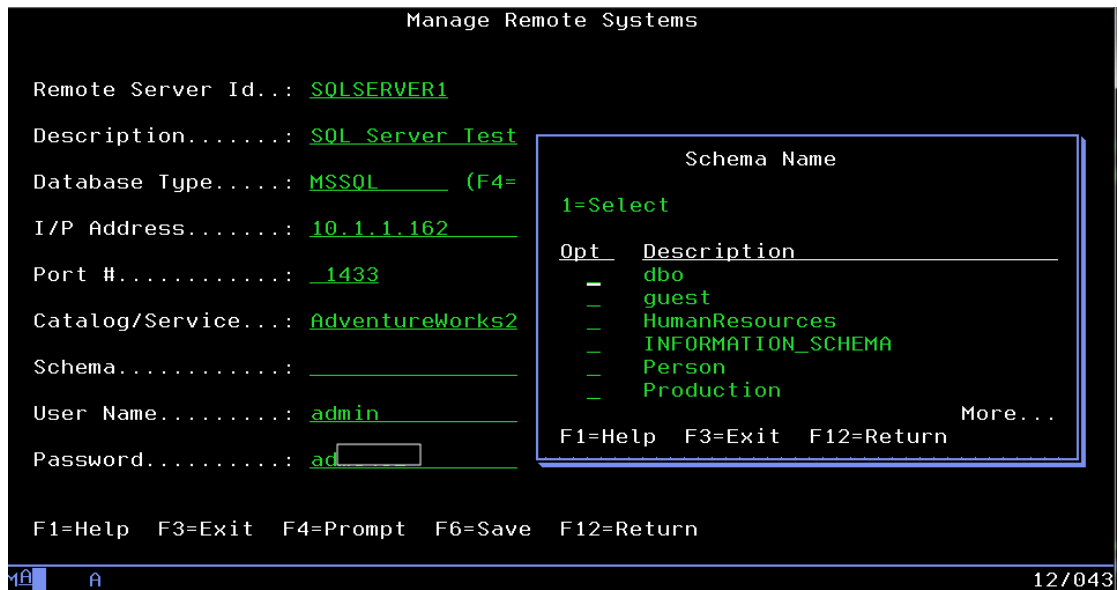 Manage Remote Systems
Remote Server Id..: SQLSERVER1
Description.......: SQL Server Test
Database Type.....: MSSQL (F4=
I/P Address.......: 10.1.1.162
Port #............: 1433
Catalog/Service...: AdventureWorks2
Schema............:
User Name.........: admin
Password..........: ad
Schema Name
1=Select
Opt Description
_ dbo
_ guest
_ HumanResources
_ INFORMATION_SCHEMA
_ Person
_ Production
More...
F1=Help F3=Exit F12=Return
F1=Help F3=Exit F4=Prompt F6=Save F12=Return
MA A 12/043